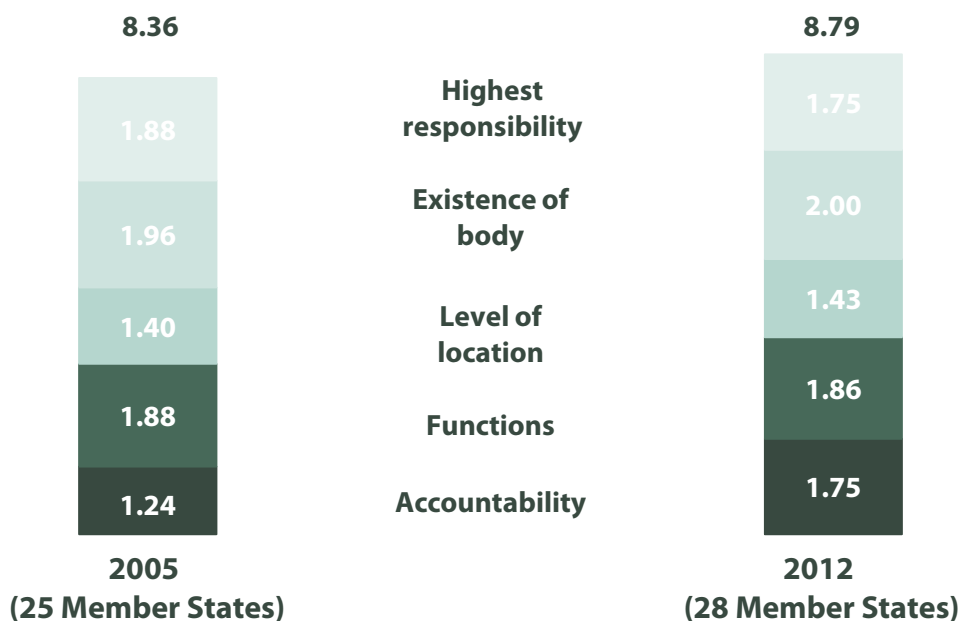 8.36
1.88
1.96
1.40
1.88
1.24
2005
(25 Member States)
Highest
responsibility
Existence of
body
Level of
location
Functions
Accountability
8.79
1.75
2.00
1.43
1.86
1.75
2012
(28 Member States)